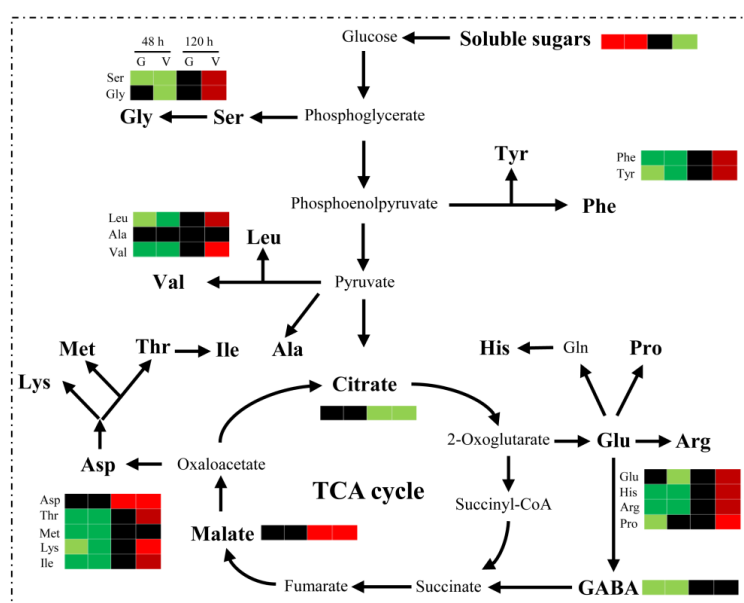 Glucose
Soluble sugars
48 h 120 h
G V G V
Ser
Gly
Gly
Ser
Phosphoglycerate
Tyr
Phe
Tyr
Phosphoenolpyruvate
Phe
Leu
Ala
Val
Leu
Val
Pyruvate
Met
Thr
Ile
Ala
His
Gln
Pro
Lys
Citrate
2-Oxoglutarate
Glu
Arg
Asp
Oxaloacetate
TCA cycle
Glu
His
Arg
Pro
Asp
Thr
Met
Lys
Ile
Succinyl-CoA
Malate
Fumarate
Succinate
GABA